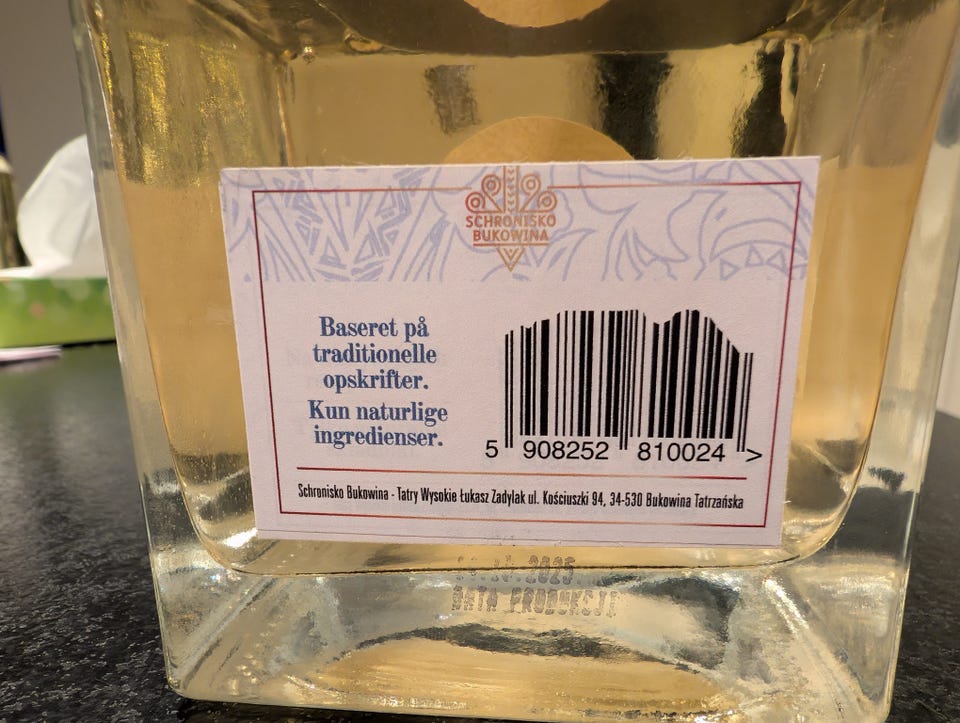 SCHRONISKO
BUKOWINA
Baseret på
traditionelle
opskrifter.
Kun naturlige
ingredienser.
5 908252 810024 >
Schronisko Bukowina - Tatry Wysokie Łukasz Zadylak ul. Kościuszki 94, 34-530 Bukowina Tatrzańska
DATA PRODUKCJI